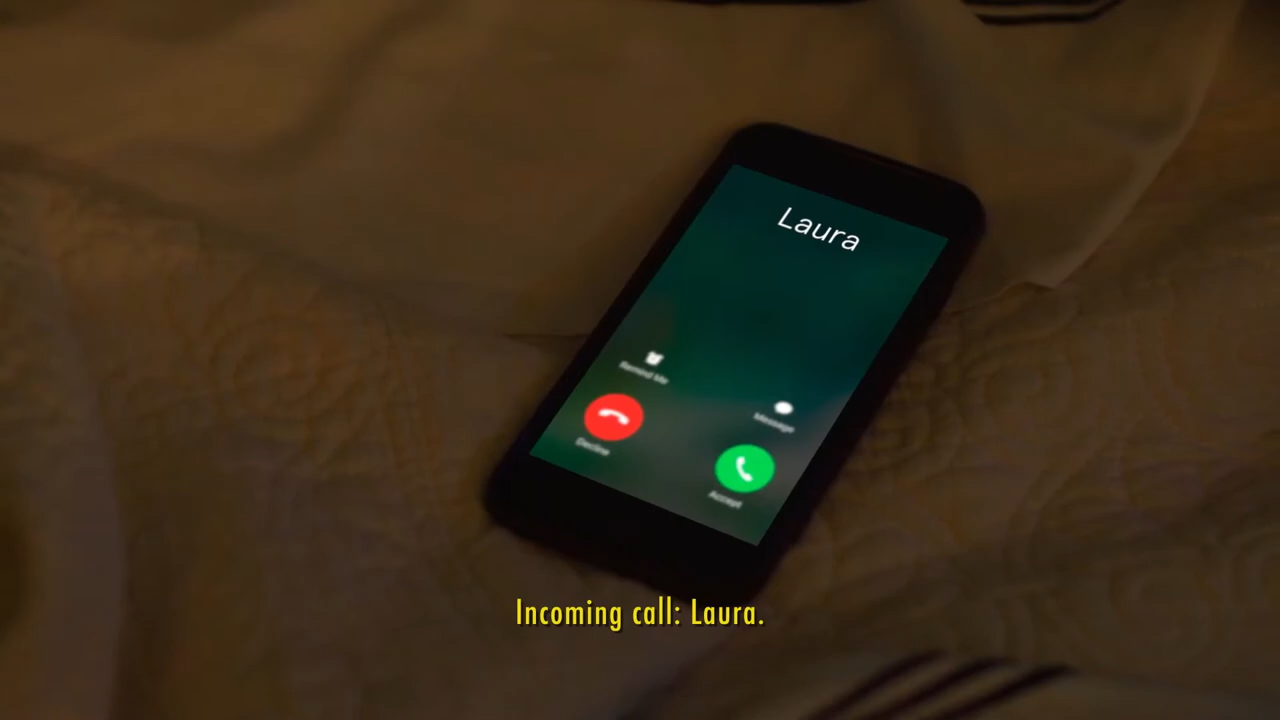 Laura
Remind Me
Message
Decline
Accept
Incoming call: Laura.